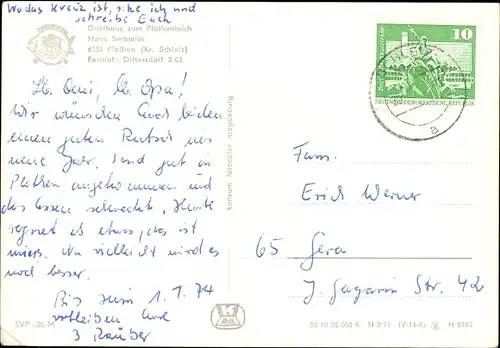 Wo das Kreuz ist, sitze ich und
schreibe Euch
Gasthaus zum Plothenteich
Hans Semmler
6551 Plothen (Kr. Schleiz)
Fernruf: Dittersdorf 2 03
Lb. Omi, lb. Opa!
Wir wünschen Euch beiden
einen guten Rutsch ins
neue Jahr. Sind gut in
Plothen angekommen und
das Essen schmeckt. Heute
regnet es etwas, das ist
mies. Na vielleicht wird es
noch besser.
Bis zum 1.1.74
verbleiben Eure
3 Räuber
EVP -,20 M
konsum fotocolor magdeburg
10
DEUTSCHE DEMOKRATISCHE REPUBLIK
a
Fam.
Erich Werner
65 Gera
J. Gagarin Str. 42
K
05 10 08 008 K N 2/71 IV-14-42 H 8162